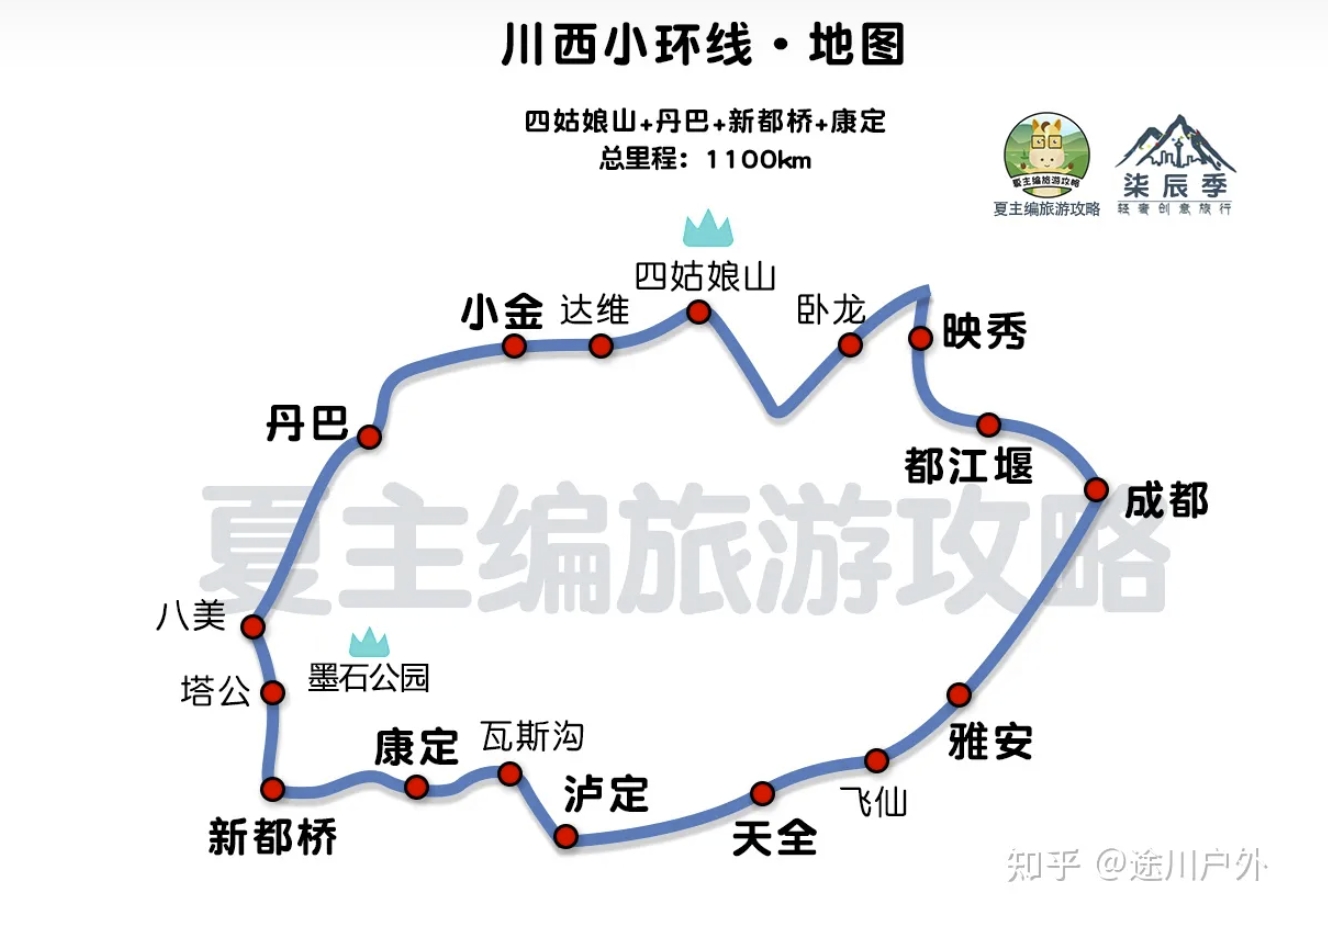 川西小环线·地图
四姑娘山+丹巴+新都桥+康定
总里程：1100km
夏主编旅游攻略
夏主编旅游攻略
柒辰季
轻奢创意旅行
四姑娘山
小金
达维
卧龙
映秀
丹巴
都江堰
成都
夏主编旅游攻略
八美
墨石公园
塔公
康定
瓦斯沟
雅安
泸定
飞仙
新都桥
天全
知乎 @途川户外